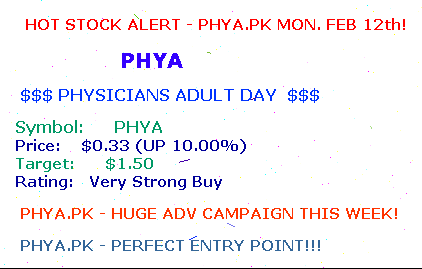 HOT STOCK ALERT - PHYA.PK MON. FEB 12th!
PHYA
$$$ PHYSICIANS ADULT DAY $$$
Symbol: PHYA
Price: $0.33 (UP 10.00%)
Target: $1.50
Rating: Very Strong Buy
PHYA.PK - HUGE ADV CAMPAIGN THIS WEEK!
PHYA.PK - PERFECT ENTRY POINT!!!